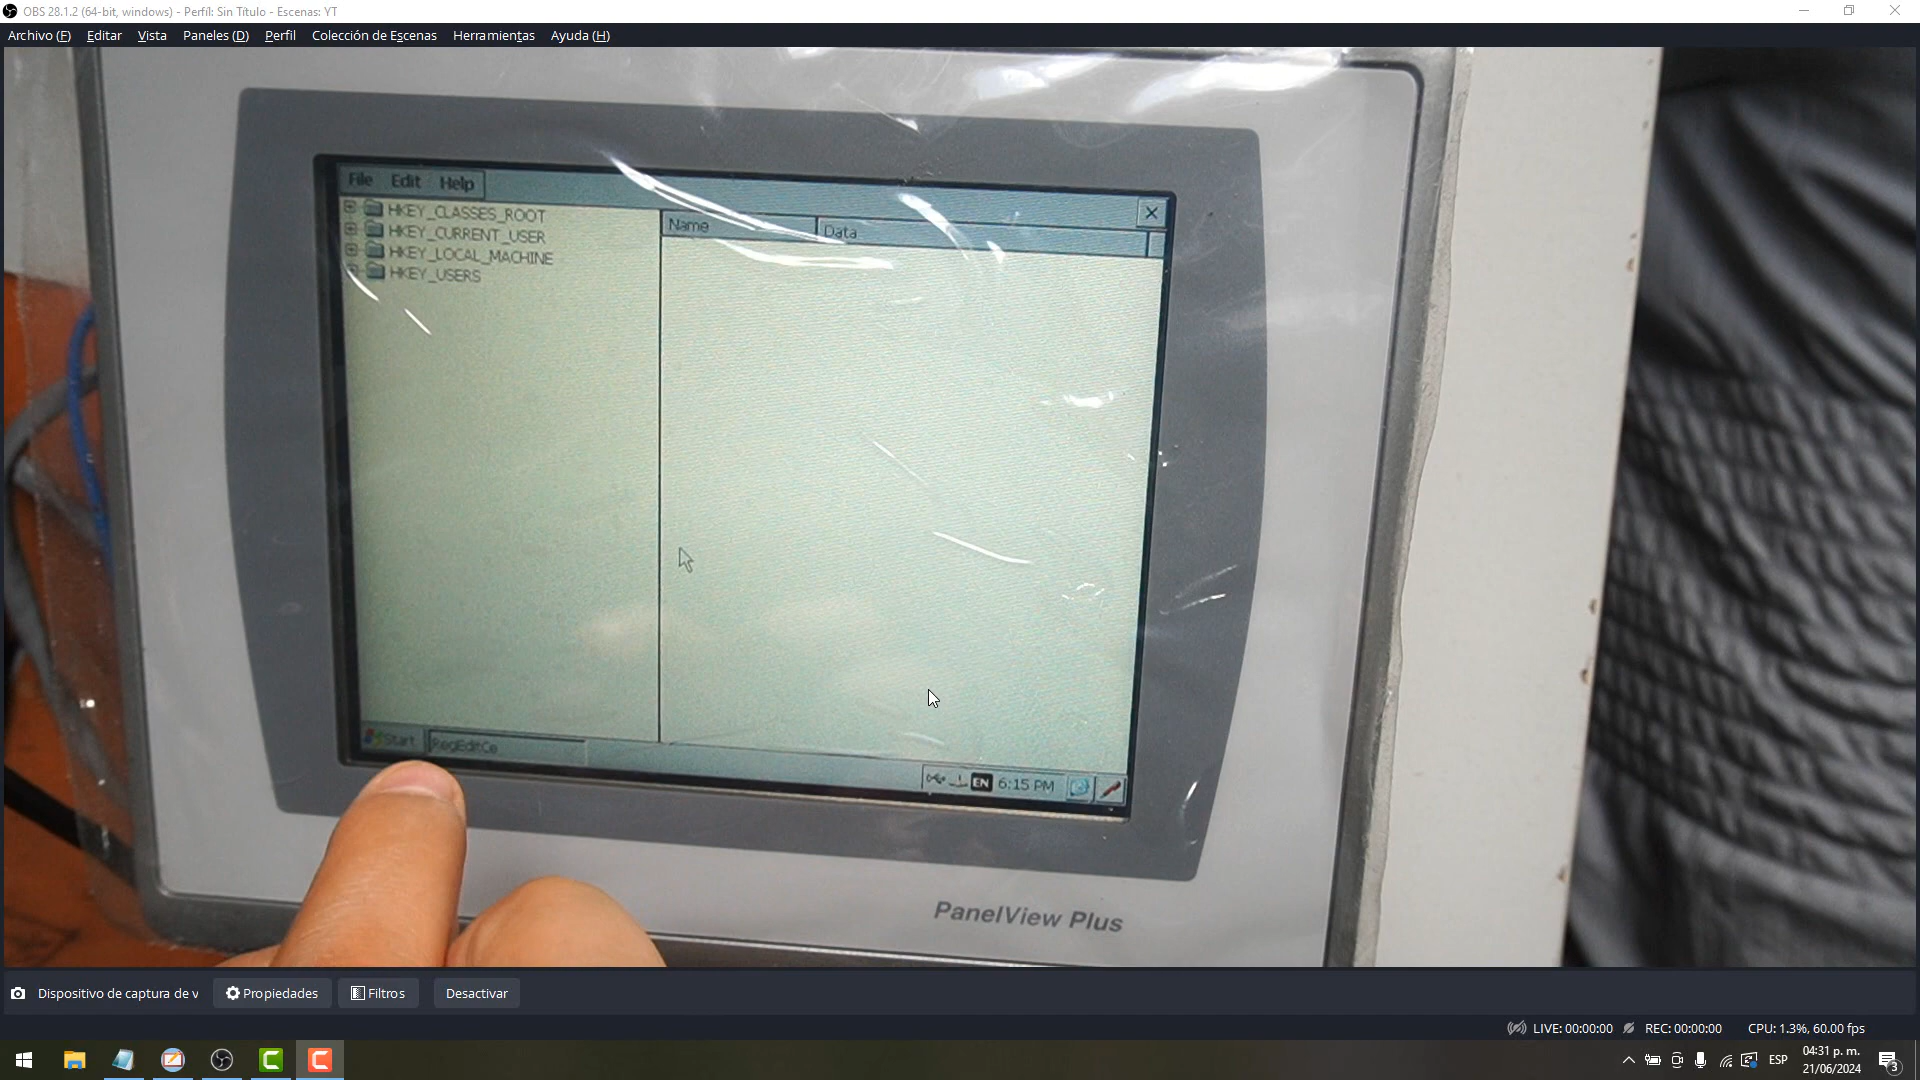 OBS 28.1.2 (64-bit, windows) - Perfil: Sin Título - Escenas: YT
Archivo (F) Editar Vista Paneles (D) Perfil Colección de Escenas Herramientas Ayuda (H)
File Edit Help
Name Data
HKEY_CLASSES_ROOT
HKEY_CURRENT_USER
HKEY_LOCAL_MACHINE
HKEY_USERS
Start RegEditCe
EN 6:15 PM
PanelView Plus
Dispositivo de captura de v Propiedades Filtros Desactivar
LIVE: 00:00:00 REC: 00:00:00 CPU: 1.3%, 60.00 fps
ESP 04:31 p. m.
21/06/2024 3